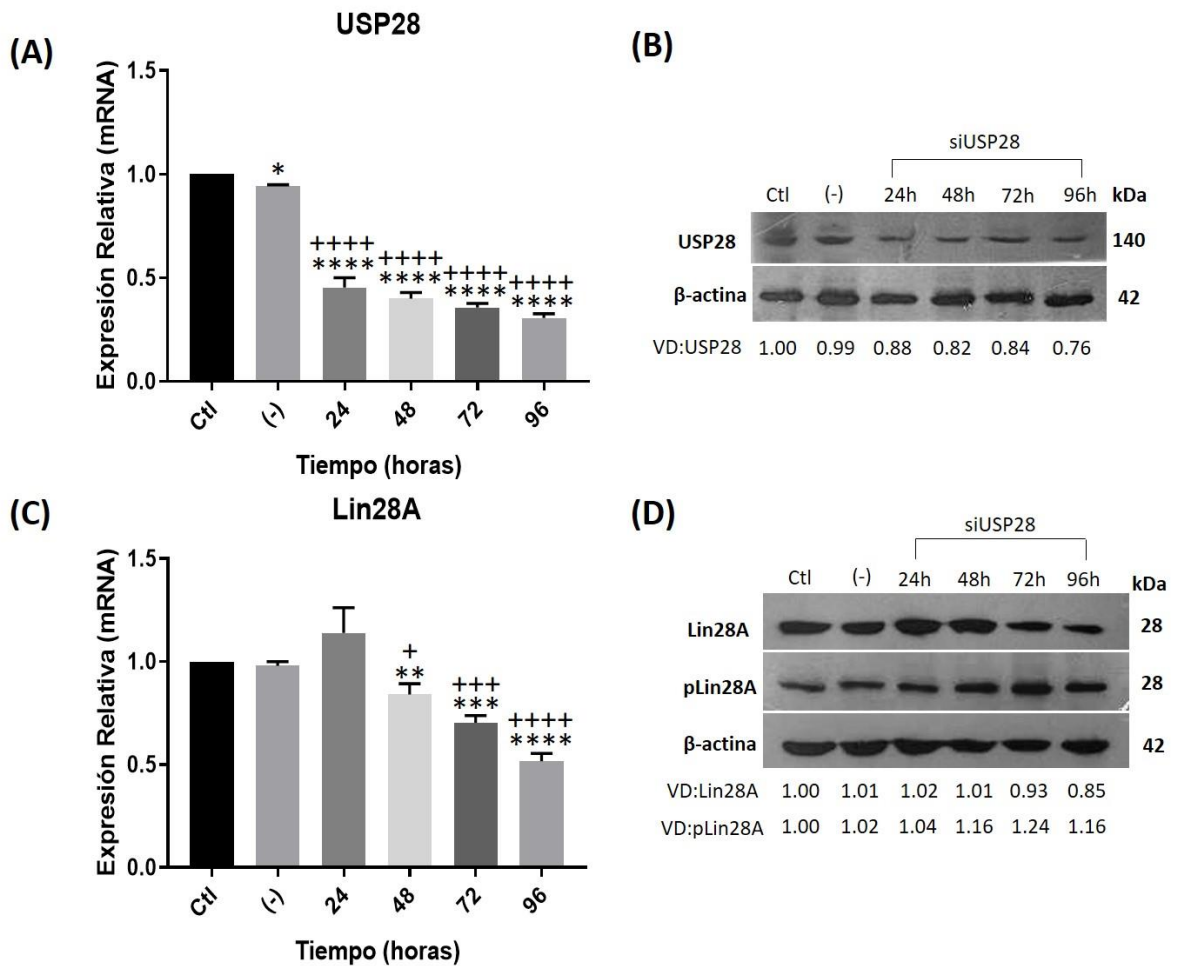 (A)
USP28
Expresión Relativa (mRNA)
1.5
1.0
0.5
0.0
*
++++
****
++++
****
++++
****
++++
****
Ctl (-) 24 48 72 96
Tiempo (horas)
(B)
siUSP28
Ctl (-) 24h 48h 72h 96h kDa
USP28 140
β-actina 42
VD:USP28 1.00 0.99 0.88 0.82 0.84 0.76
(C)
Lin28A
Expresión Relativa (mRNA)
1.5
1.0
0.5
0.0
+
**
+++
***
++++
****
Ctl (-) 24 48 72 96
Tiempo (horas)
(D)
siUSP28
Ctl (-) 24h 48h 72h 96h kDa
Lin28A 28
pLin28A 28
β-actina 42
VD:Lin28A 1.00 1.01 1.02 1.01 0.93 0.85
VD:pLin28A 1.00 1.02 1.04 1.16 1.24 1.16